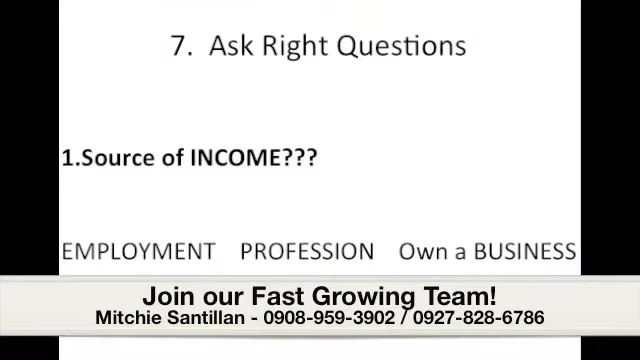 7. Ask Right Questions
1.Source of INCOME???
EMPLOYMENT PROFESSION Own a BUSINESS
Join our Fast Growing Team!
Mitchie Santillan - 0908-959-3902 / 0927-828-6786